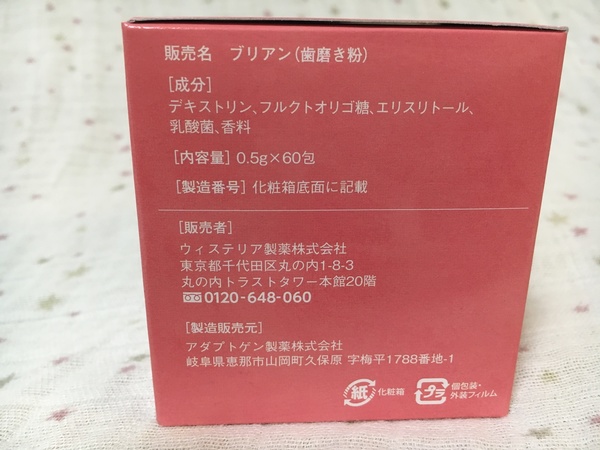 販売名 ブリアン(歯磨き粉)
[成分]
デキストリン、フルクトオリゴ糖、エリスリトール、
乳酸菌、香料
[内容量] 0.5g×60包
[製造番号] 化粧箱底面に記載
[販売者]
ウィステリア製薬株式会社
東京都千代田区丸の内1-8-3
丸の内トラストタワー本館20階
0120-648-060
[製造販売元]
アダプトゲン製薬株式会社
岐阜県恵那市山岡町久保原 字梅平1788番地-1
紙 化粧箱
プラ 個包装・
外装フィルム